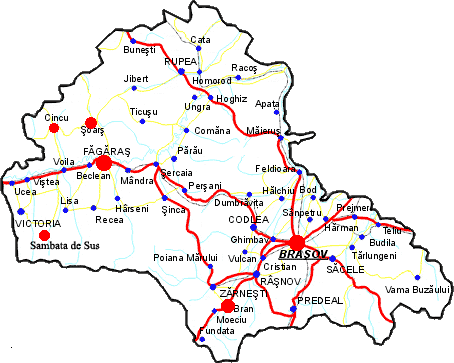 Cata
Bunești
RUPEA
Racoș
Jibert
Homorod
Ungra
Hoghiz
Cincu
Ticușu
Apața
Șoarș
Comăna
Măieruș
FĂGĂRAȘ
Părău
Voila
Beclean
Șercaia
Feldioara
Viștea
Mândra
Ucea
Perșani
Hălchiu
Bod
Lisa
Hârseni
Dumbrăvița
Prejmer
VICTORIA
Recea
Șinca
Sânpetru
CODLEA
Hărman
Teliu
Sambata de Sus
Ghimbav
Budila
BRASOV
Tărlungeni
Poiana Mărului
Vulcan
Cristian
SĂCELE
RÂȘNOV
Vama Buzăului
ZĂRNEȘTI
Bran
PREDEAL
Moeciu
Fundata